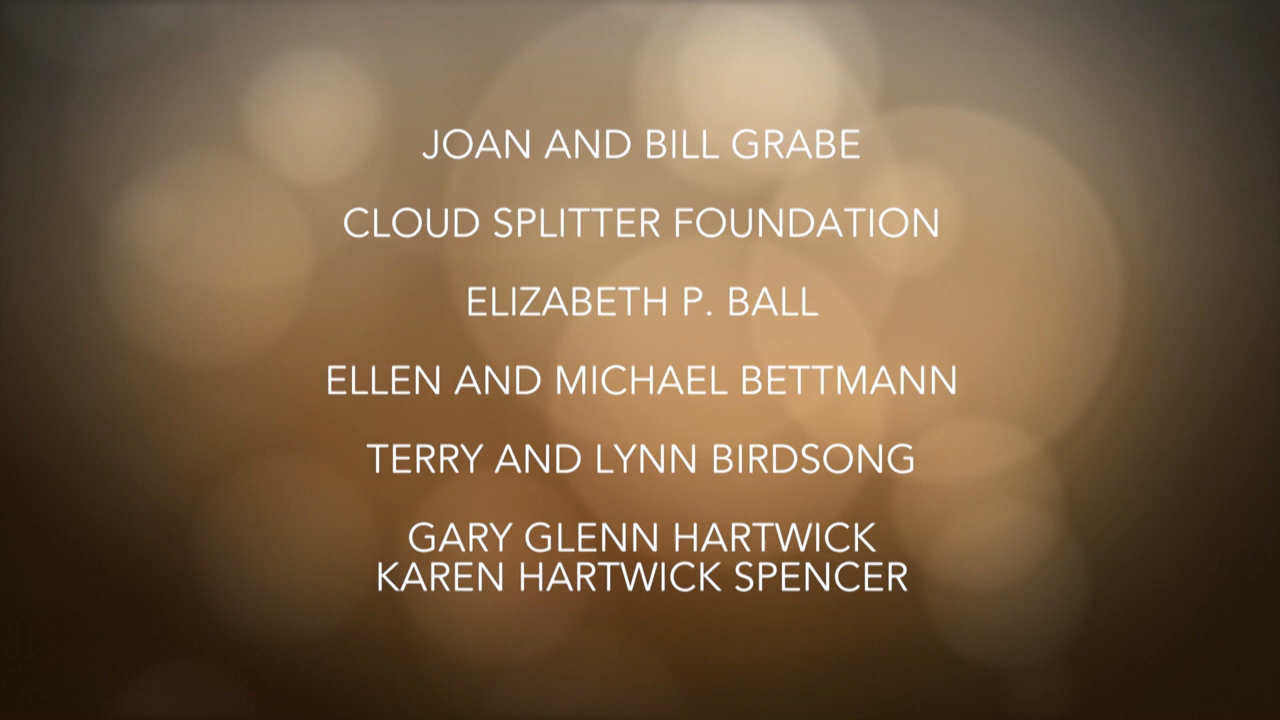 JOAN AND BILL GRABE
CLOUD SPLITTER FOUNDATION
ELIZABETH P. BALL
ELLEN AND MICHAEL BETTMANN
TERRY AND LYNN BIRDSONG
GARY GLENN HARTWICK
KAREN HARTWICK SPENCER